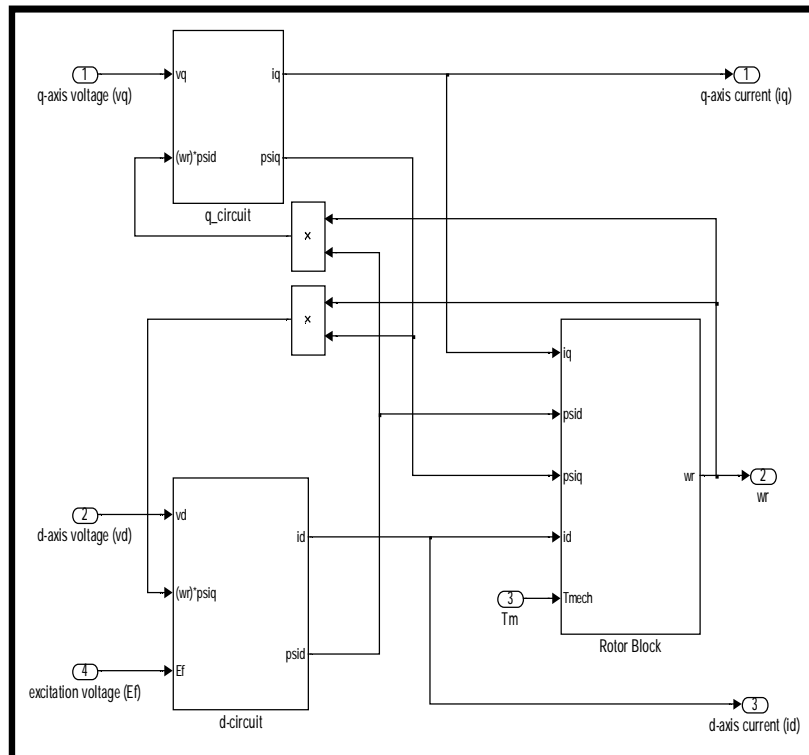 1
q-axis voltage (vq)
vq
(wr)*psid
iq
psiq
q_circuit
1
q-axis current (iq)
x
x
iq
psid
psiq
id
Tmech
wr
Rotor Block
2
wr
2
d-axis voltage (vd)
vd
(wr)*psiq
Ef
id
psid
d-circuit
3
Tm
4
excitation voltage (Ef)
3
d-axis current (id)